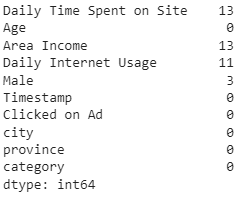 Daily Time Spent on Site    13
Age                          0
Area Income                 13
Daily Internet Usage        11
Male                         3
Timestamp                    0
Clicked on Ad                0
city                         0
province                     0
category                     0
dtype: int64